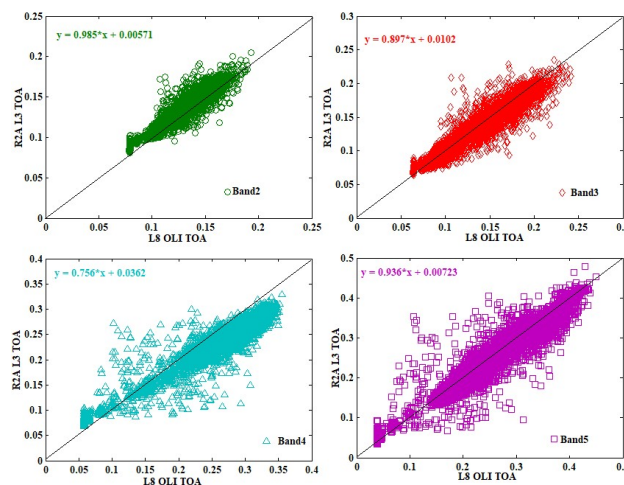 0.25
0.2
0.15
0.1
0.05
0
R2A L3 TOA
y = 0.985*x + 0.00571
Band2
0 0.05 0.1 0.15 0.2 0.25
L8 OLI TOA
0.3
0.25
0.2
0.15
0.1
0.05
0
R2A L3 TOA
y = 0.897*x + 0.0102
Band3
0 0.05 0.1 0.15 0.2 0.25 0.3
L8 OLI TOA
0.4
0.35
0.3
0.25
0.2
0.15
0.1
0.05
0
R2A L3 TOA
y = 0.756*x + 0.0362
Band4
0 0.05 0.1 0.15 0.2 0.25 0.3 0.35 0.4
L8 OLI TOA
0.5
0.4
0.3
0.2
0.1
0
R2A L3 TOA
y = 0.936*x + 0.00723
Band5
0 0.1 0.2 0.3 0.4 0.5
L8 OLI TOA